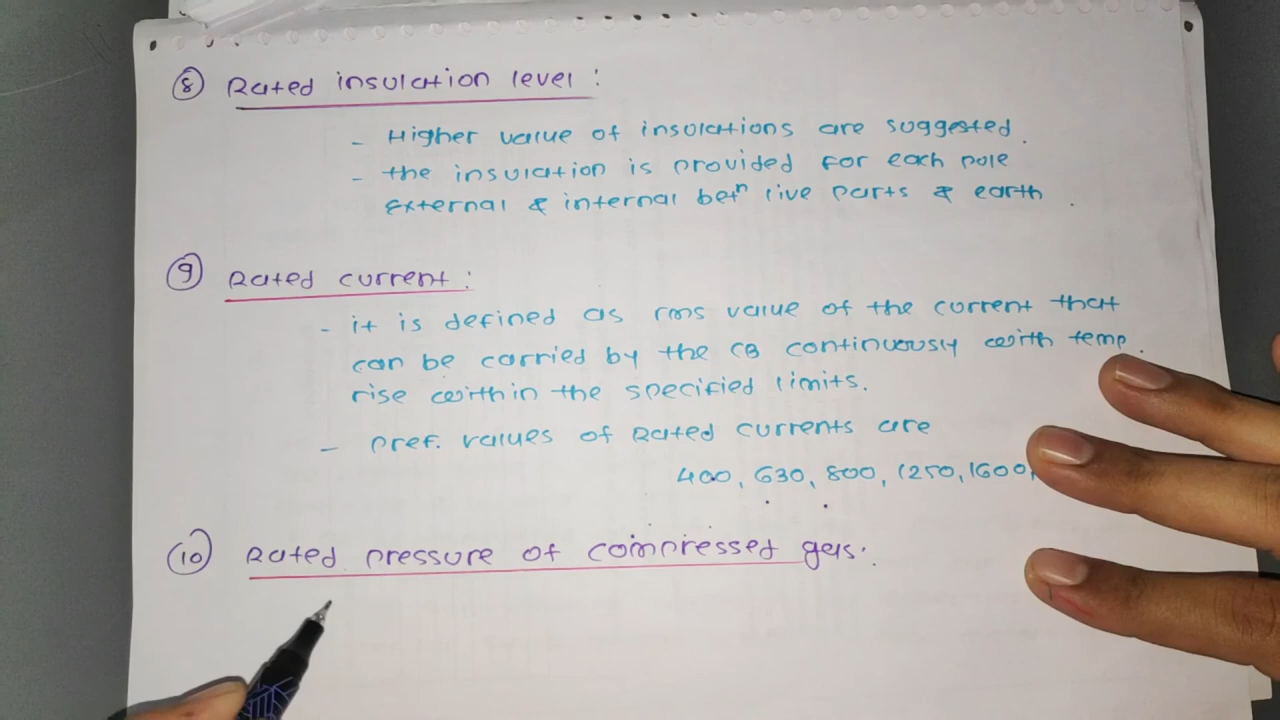 8 Rated insulation level :
- Higher value of insulations are suggested.
- the insulation is provided for each pole
external & internal betn live parts & earth .
9 Rated current :
- it is defined as rms value of the current that
can be carried by the CB continuously with temp.
rise within the specified limits.
- pref. values of Rated currents are
400, 630, 800, 1250, 1600,
10 Rated pressure of compressed gas.